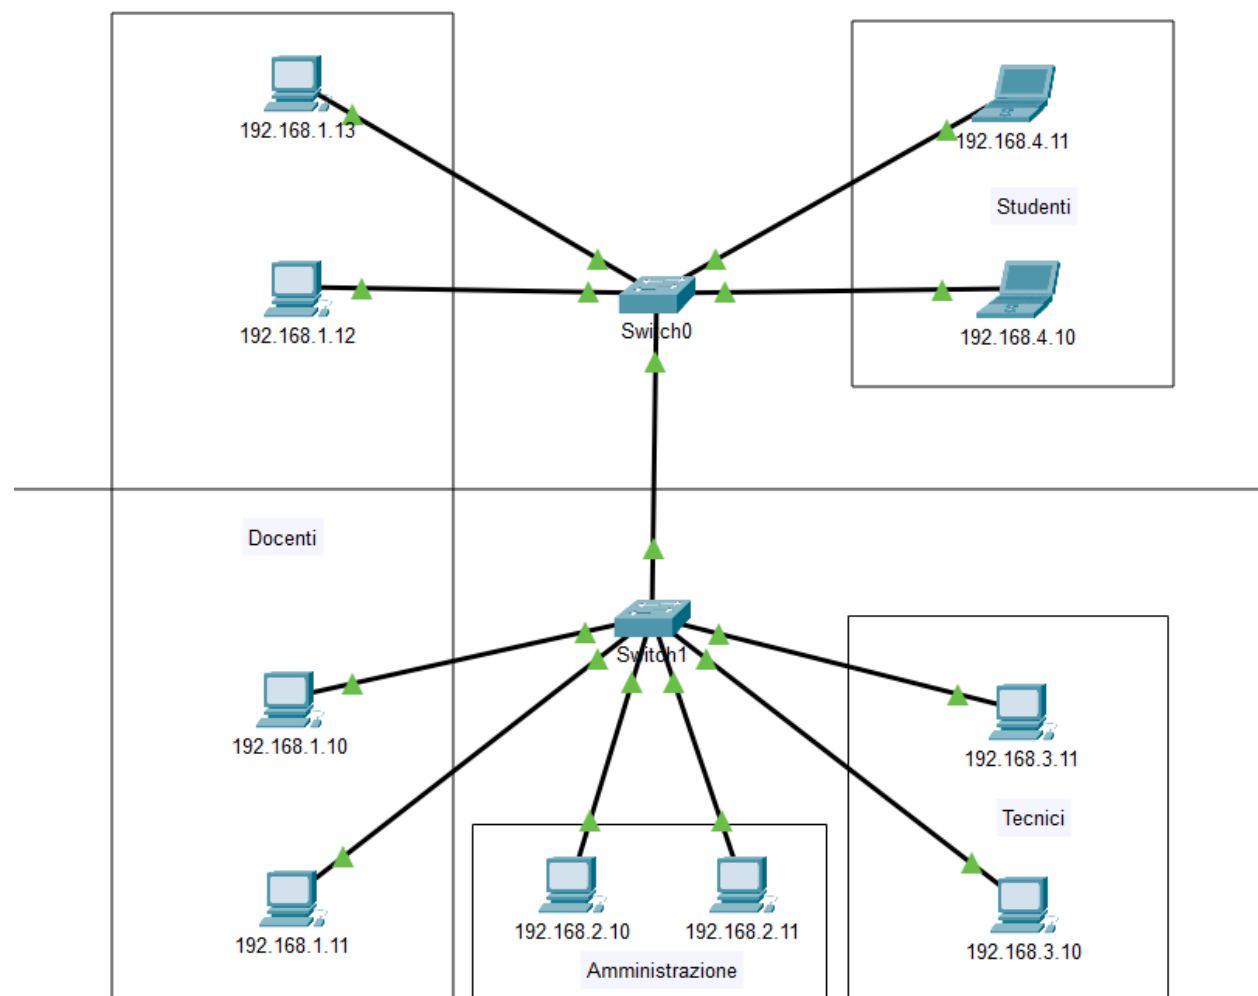 192.168.1.13
192.168.4.11
Studenti
192.168.1.12
Switch0
192.168.4.10
Docenti
Switch1
192.168.1.10
192.168.3.11
Tecnici
192.168.1.11
192.168.2.10
192.168.2.11
192.168.3.10
Amministrazione